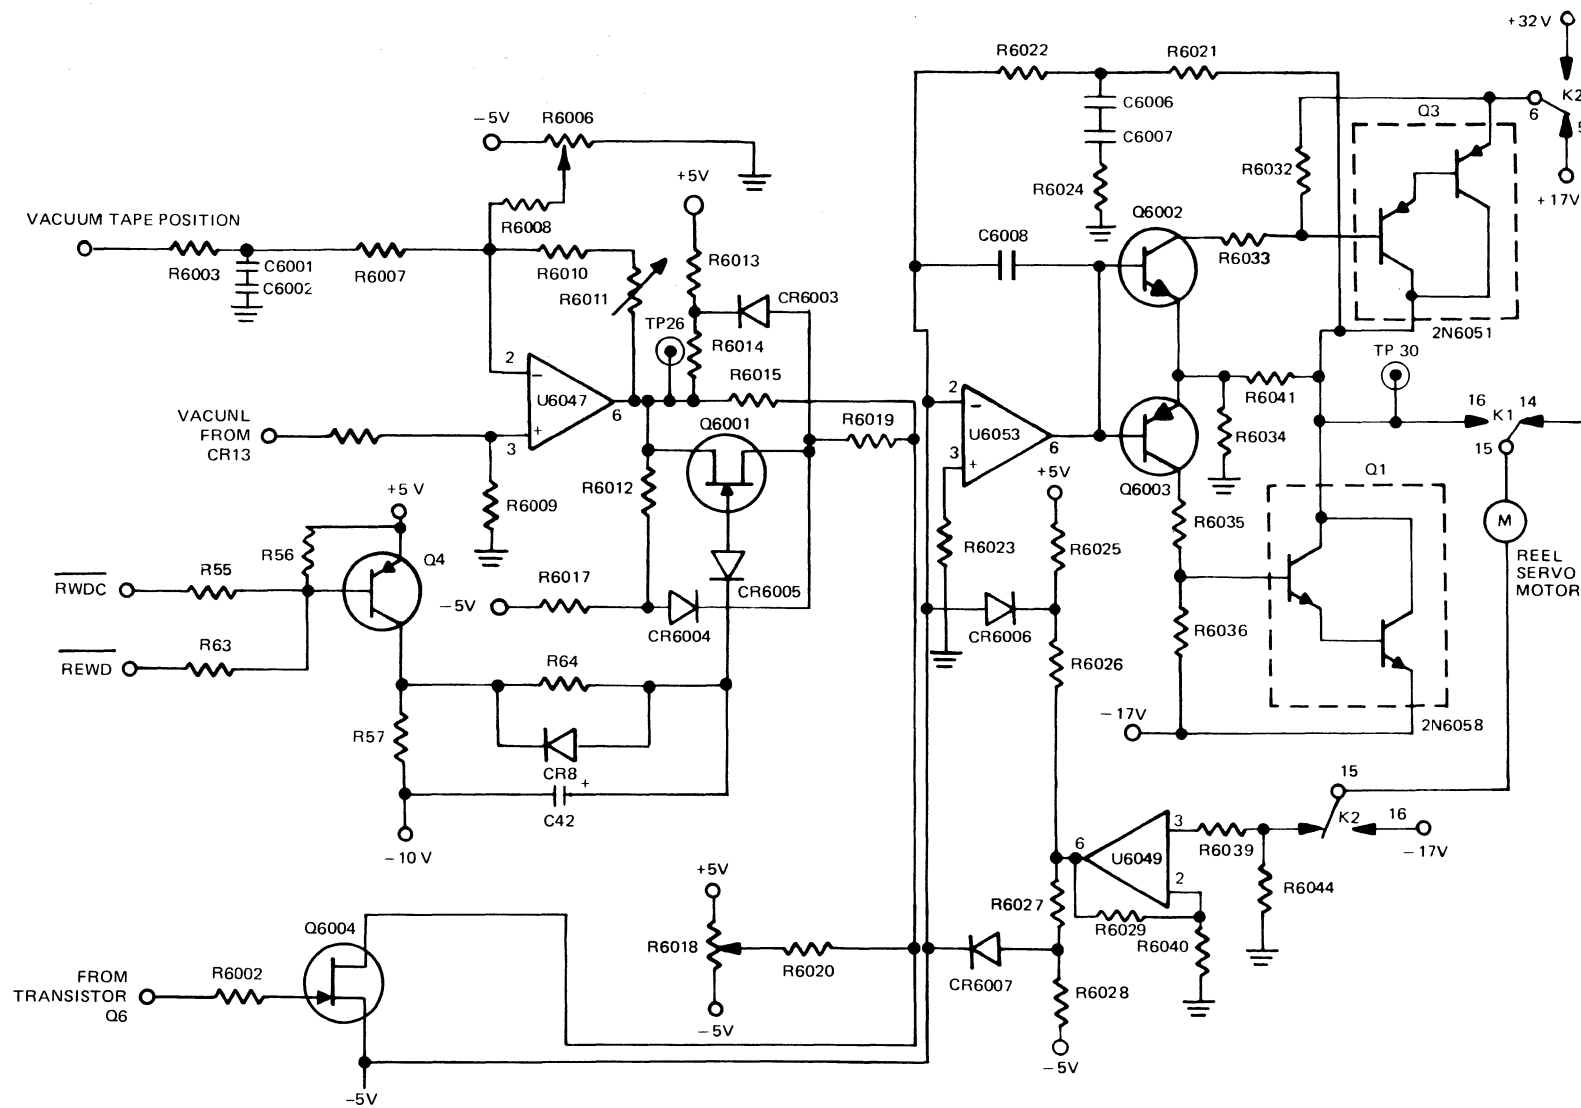 +32V
R6022
R6021
K2
C6006
Q3
6
5
-5V
R6006
C6007
R6032
+5V
R6024
+17V
VACUUM TAPE POSITION
R6008
Q6002
C6008
R6003
C6001
C6002
R6007
R6010
R6013
R6033
R6011
CR6003
TP26
R6014
2N6051
TP 30
2
−
R6015
U6047
6
R6041
16
K1
14
VACUNL
FROM
CR13
+
3
Q6001
R6019
2
−
U6053
6
3
+
R6034
15
Q6003
Q1
+5V
R6012
R6009
+5V
R6035
M
R56
Q4
R6023
R6025
REEL
SERVO
MOTOR
RWDC
R55
R6017
CR6005
-5V
CR6004
CR6006
R6036
R63
REWD
R64
R6026
-17V
2N6058
R57
CR8
+
C42
15
3
K2
16
-10V
6
U6049
R6039
-17V
2
+5V
R6044
R6027
R6029
R6040
Q6004
R6018
R6020
FROM
TRANSISTOR
Q6
R6002
CR6007
R6028
-5V
-5V
-5V